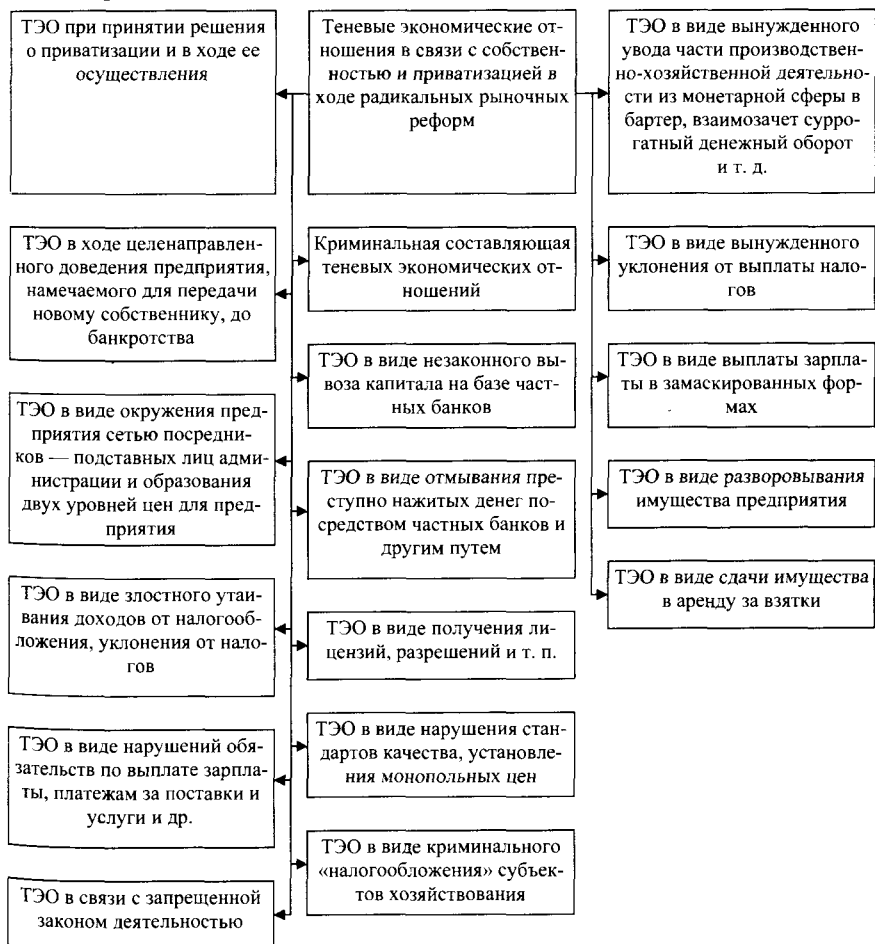 ТЭО при принятии решения
о приватизации и в ходе ее
осуществления
Теневые экономические от-
ношения в связи с собствен-
ностью и приватизацией в
ходе радикальных рыночных
реформ
ТЭО в виде вынужденного
увода части производствен-
но-хозяйственной деятельно-
сти из монетарной сферы в
бартер, взаимозачет сурро-
гатный денежный оборот
и т. д.
ТЭО в ходе целенаправлен-
ного доведения предприятия,
намечаемого для передачи
новому собственнику, до
банкротства
Криминальная составляющая
теневых экономических от-
ношений
ТЭО в виде вынужденного
уклонения от выплаты нало-
гов
ТЭО в виде незаконного вы-
воза капитала на базе част-
ных банков
ТЭО в виде выплаты зарпла-
ты в замаскированных фор-
мах
ТЭО в виде окружения пред-
приятия сетью посредни-
ков — подставных лиц адми-
нистрации и образования
двух уровней цен для пред-
приятия
ТЭО в виде отмывания пре-
ступно нажитых денег по-
средством частных банков и
другим путем
ТЭО в виде разворовывания
имущества предприятия
ТЭО в виде сдачи имущества
в аренду за взятки
ТЭО в виде злостного утаи-
вания доходов от налогооб-
ложения, уклонения от нало-
гов
ТЭО в виде получения ли-
цензий, разрешений и т. п.
ТЭО в виде нарушений обя-
зательств по выплате зарпла-
ты, платежам за поставки и
услуги и др.
ТЭО в виде нарушения стан-
дартов качества, установле-
ния монопольных цен
ТЭО в виде криминального
«налогообложения» субъек-
тов хозяйствования
ТЭО в связи с запрещенной
законом деятельностью